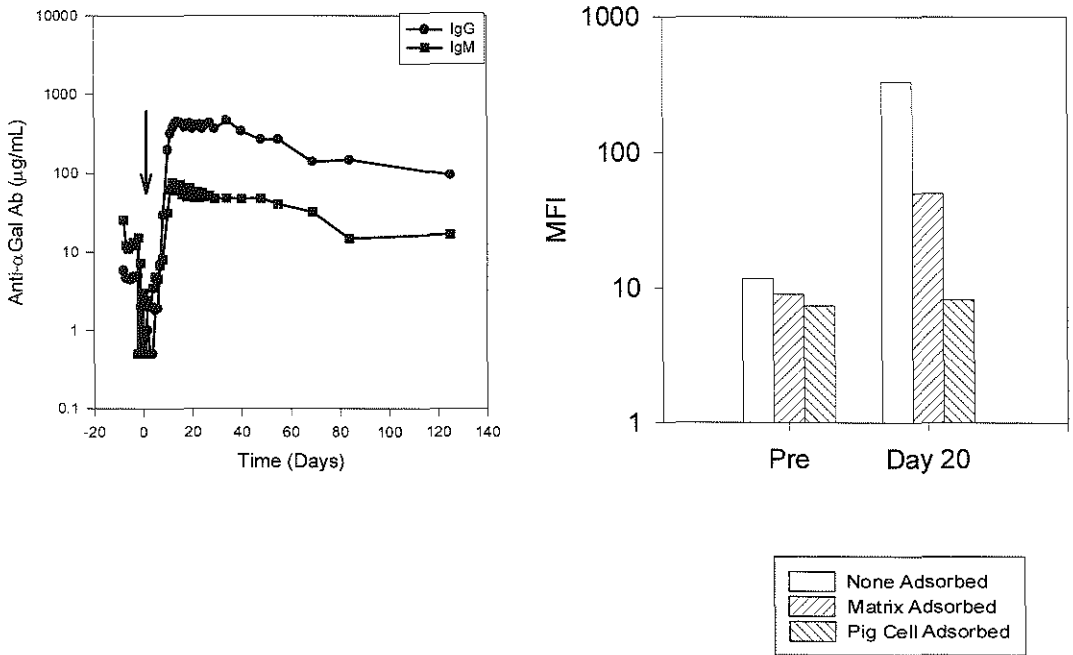 10000
1000
100
10
1
0.1
Anti-αGal Ab (µg/mL)
IgG
IgM
-20 0 20 40 60 80 100 120 140
Time (Days)
1000
100
10
1
MFI
Pre Day 20
None Adsorbed
Matrix Adsorbed
Pig Cell Adsorbed